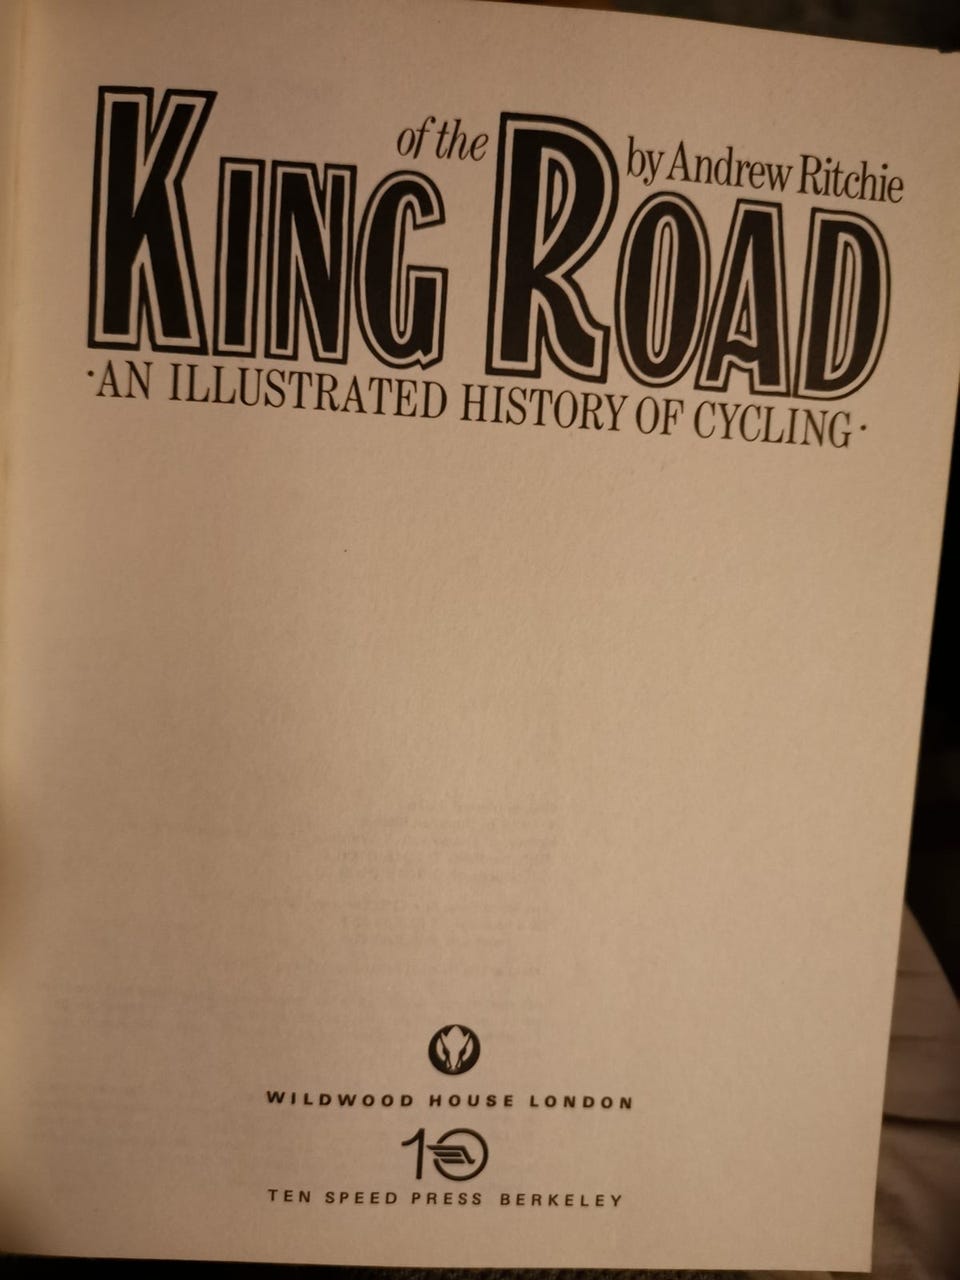 KING of the ROAD by Andrew Ritchie
·AN ILLUSTRATED HISTORY OF CYCLING·
WILDWOOD HOUSE LONDON
10
TEN SPEED PRESS BERKELEY